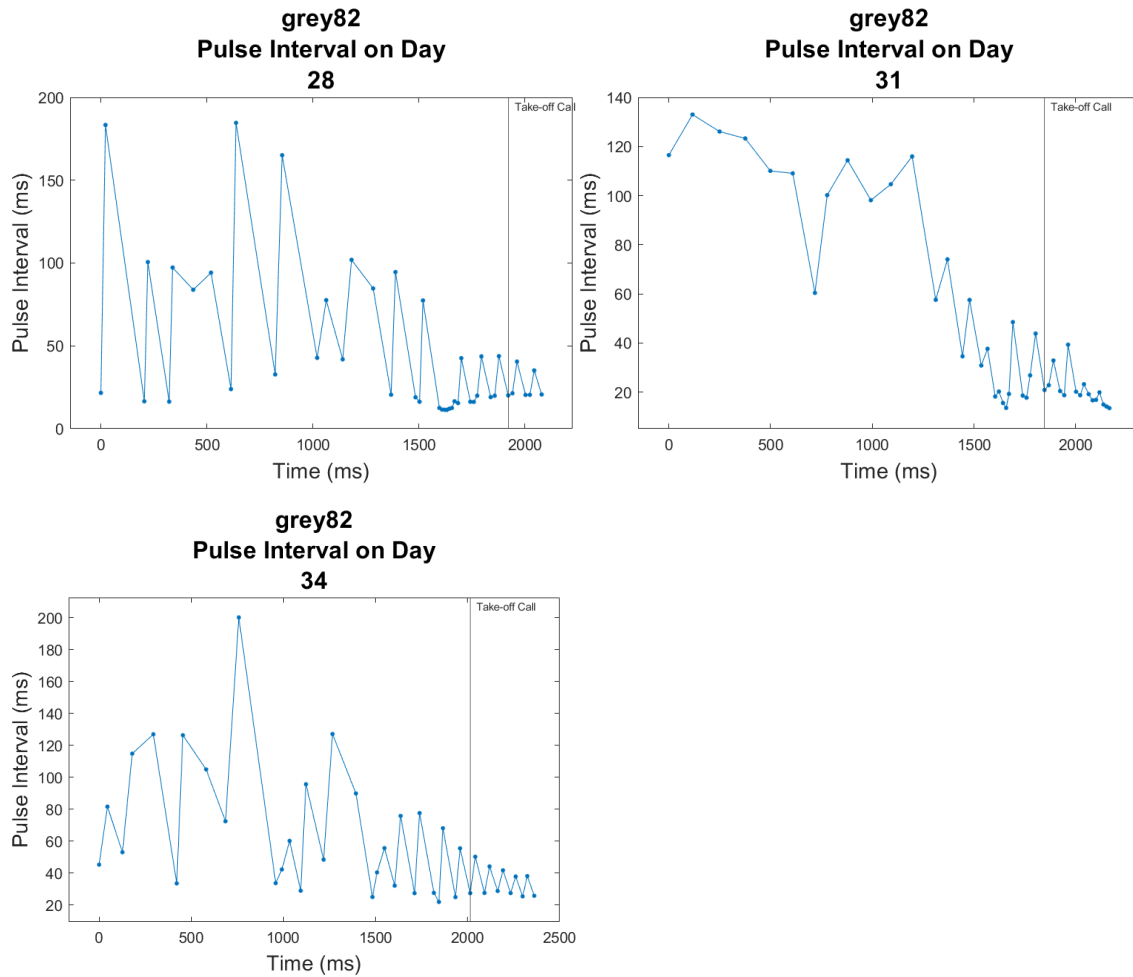 grey82
Pulse Interval on Day
28
200
150
100
50
0
Pulse Interval (ms)
Take-off Call
0
500
1000
1500
2000
Time (ms)
grey82
Pulse Interval on Day
31
140
120
100
80
60
40
20
Pulse Interval (ms)
Take-off Call
0
500
1000
1500
2000
Time (ms)
grey82
Pulse Interval on Day
34
200
180
160
140
120
100
80
60
40
20
Pulse Interval (ms)
Take-off Call
0
500
1000
1500
2000
2500
Time (ms)